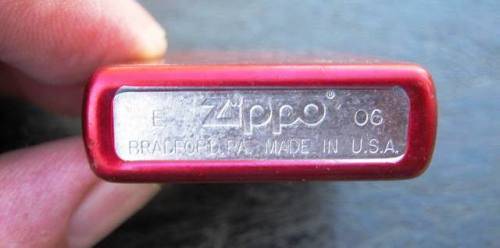 E Zippo® 06
BRADFORD, PA. MADE IN U.S.A.